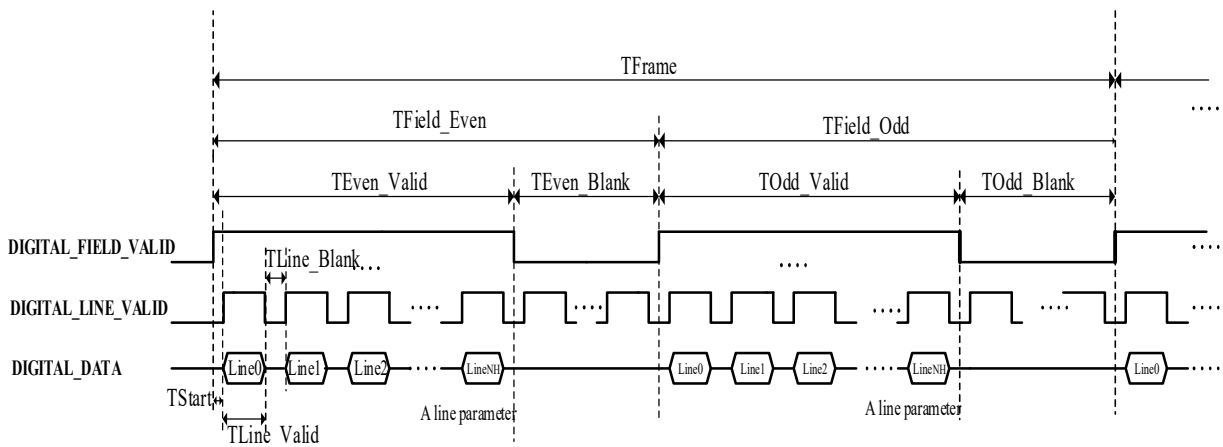 TFrame
....
TField_Even
TField_Odd
TEven_Valid
TEven_Blank
TOdd_Valid
TOdd_Blank
DIGITAL_FIELD_VALID
TLine_Blank
....
....
....
DIGITAL_LINE_VALID
....
....
....
....
....
DIGITAL_DATA
Line0
Line1
Line2
......
LineNH
Line0
Line1
Line2
......
LineNH
Line0
....
TStart
A line parameter
A line parameter
TLine_Valid